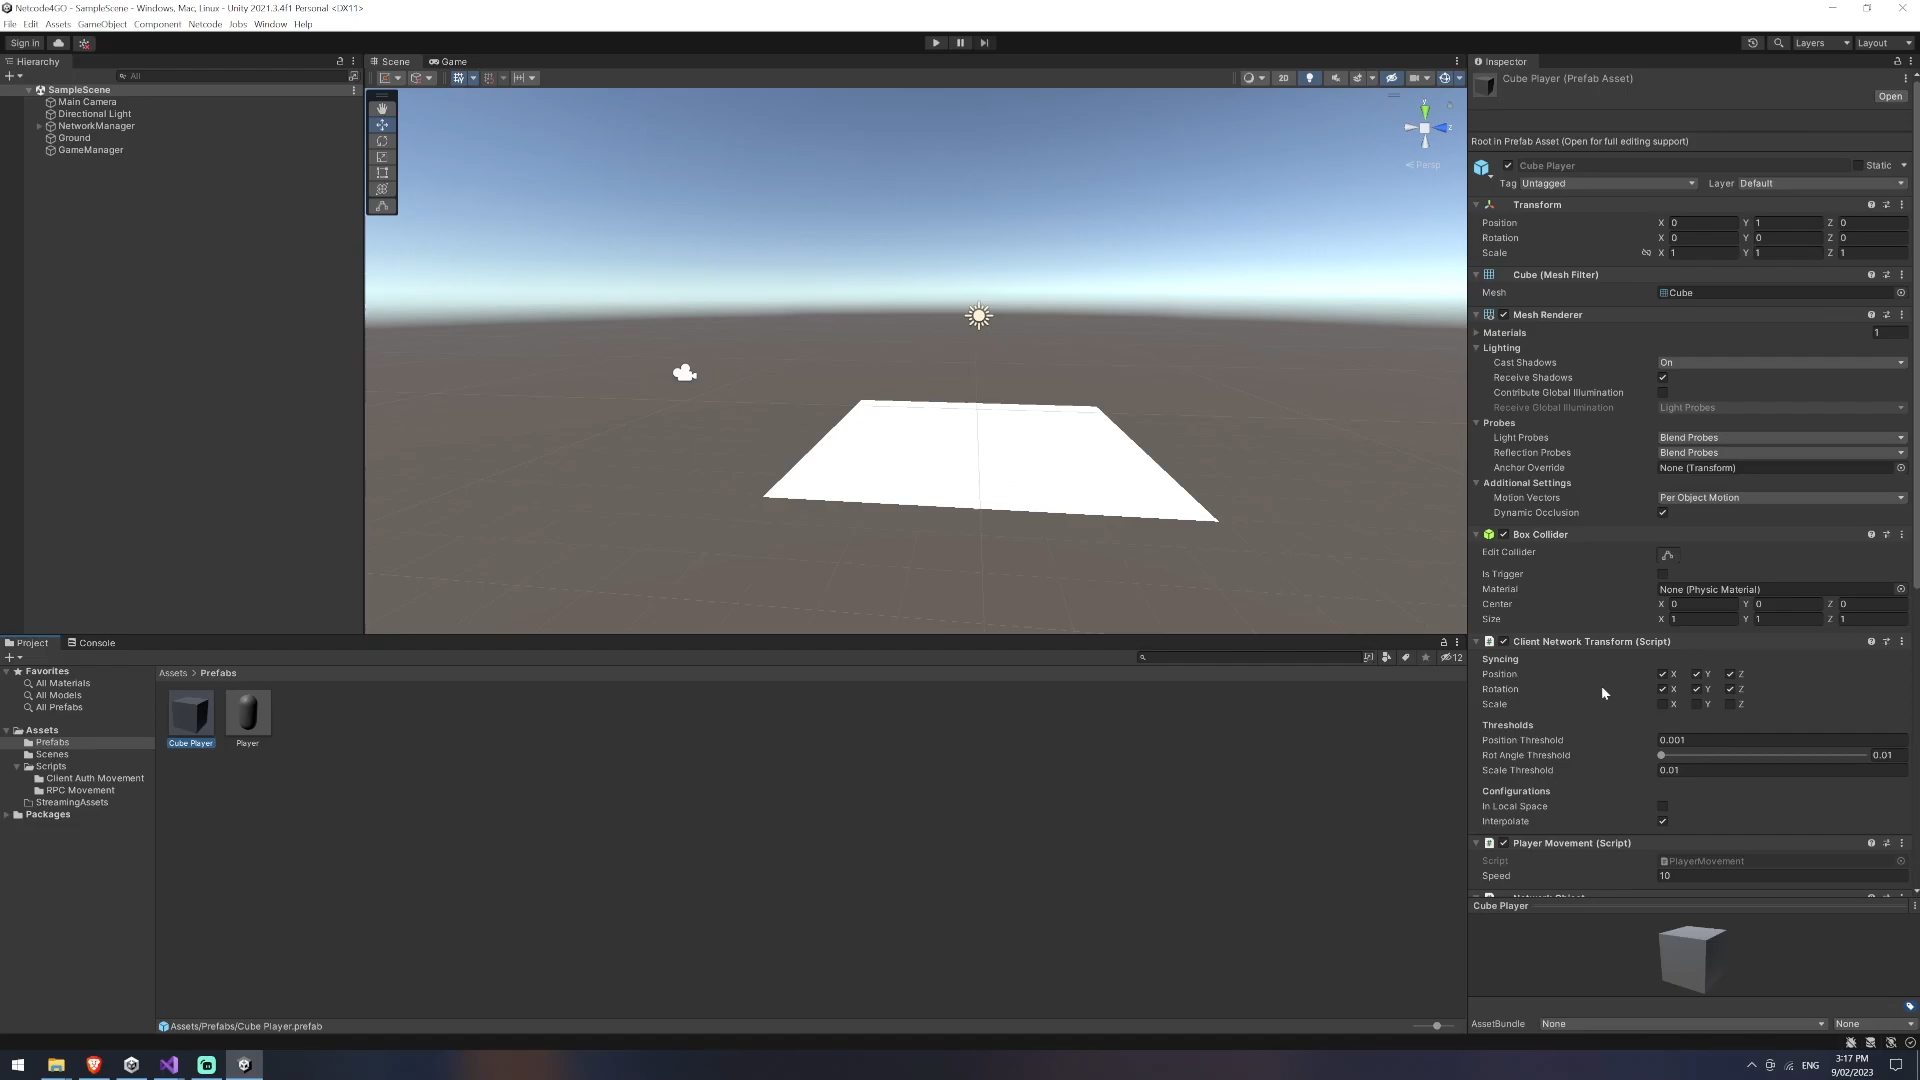 Netcode4GO - SampleScene - Windows, Mac, Linux - Unity 2021.3.4f1 Personal <DX11>
File Edit Assets GameObject Component Netcode Jobs Window Help
Sign in
Layers
Layout
Hierarchy
All
SampleScene
Main Camera
Directional Light
NetworkManager
Ground
GameManager
Scene
Game
2D
y
z
Persp
Inspector
Cube Player (Prefab Asset)
Open
Root in Prefab Asset (Open for full editing support)
Cube Player
Static
Tag Untagged Layer Default
Transform
Position X 0 Y 1 Z 0
Rotation X 0 Y 0 Z 0
Scale X 1 Y 1 Z 1
Cube (Mesh Filter)
Mesh Cube
Mesh Renderer
Materials 1
Lighting
Cast Shadows On
Receive Shadows
Contribute Global Illumination
Receive Global Illumination Light Probes
Probes
Light Probes Blend Probes
Reflection Probes Blend Probes
Anchor Override None (Transform)
Additional Settings
Motion Vectors Per Object Motion
Dynamic Occlusion
Box Collider
Edit Collider
Is Trigger
Material None (Physic Material)
Center X 0 Y 0 Z 0
Size X 1 Y 1 Z 1
Client Network Transform (Script)
Syncing
Position X Y Z
Rotation X Y Z
Scale X Y Z
Thresholds
Position Threshold 0.001
Rot Angle Threshold 0.01
Scale Threshold 0.01
Configurations
In Local Space
Interpolate
Player Movement (Script)
Script PlayerMovement
Speed 10
Cube Player
AssetBundle None None
Project
Console
12
Favorites
All Materials
All Models
All Prefabs
Assets
Prefabs
Scenes
Scripts
Client Auth Movement
RPC Movement
StreamingAssets
Packages
Assets > Prefabs
Cube Player
Player
Assets/Prefabs/Cube Player.prefab
ENG
3:17 PM
9/02/2023